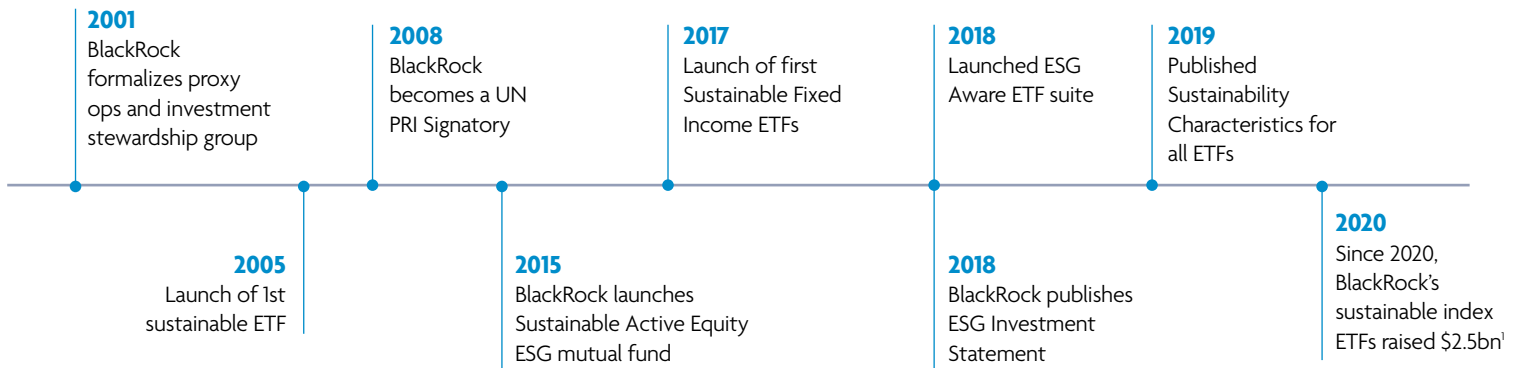 2001
BlackRock
formalizes proxy
ops and investment
stewardship group
2005
Launch of 1st
sustainable ETF
2008
BlackRock
becomes a UN
PRI Signatory
2015
BlackRock launches
Sustainable Active Equity
ESG mutual fund
2017
Launch of first
Sustainable Fixed
Income ETFs
2018
Launched ESG
Aware ETF suite
2018
BlackRock publishes
ESG Investment
Statement
2019
Published
Sustainability
Characteristics for
all ETFs
2020
Since 2020,
BlackRock’s
sustainable index
ETFs raised $2.5bn¹